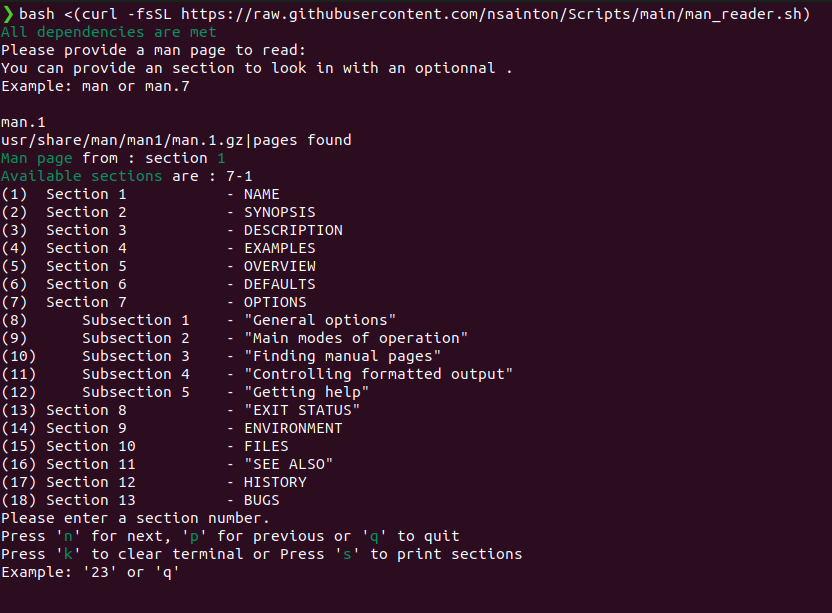 ❯ bash <(curl -fsSL https://raw.githubusercontent.com/nsainton/Scripts/main/man_reader.sh)
All dependencies are met
Please provide a man page to read:
You can provide an section to look in with an optionnal .
Example: man or man.7

man.1
usr/share/man/man1/man.1.gz|pages found
Man page from : section 1
Available sections are : 7-1
(1)  Section 1           - NAME
(2)  Section 2           - SYNOPSIS
(3)  Section 3           - DESCRIPTION
(4)  Section 4           - EXAMPLES
(5)  Section 5           - OVERVIEW
(6)  Section 6           - DEFAULTS
(7)  Section 7           - OPTIONS
(8)      Subsection 1    - "General options"
(9)      Subsection 2    - "Main modes of operation"
(10)     Subsection 3    - "Finding manual pages"
(11)     Subsection 4    - "Controlling formatted output"
(12)     Subsection 5    - "Getting help"
(13) Section 8           - "EXIT STATUS"
(14) Section 9           - ENVIRONMENT
(15) Section 10          - FILES
(16) Section 11          - "SEE ALSO"
(17) Section 12          - HISTORY
(18) Section 13          - BUGS
Please enter a section number.
Press 'n' for next, 'p' for previous or 'q' to quit
Press 'k' to clear terminal or Press 's' to print sections
Example: '23' or 'q'